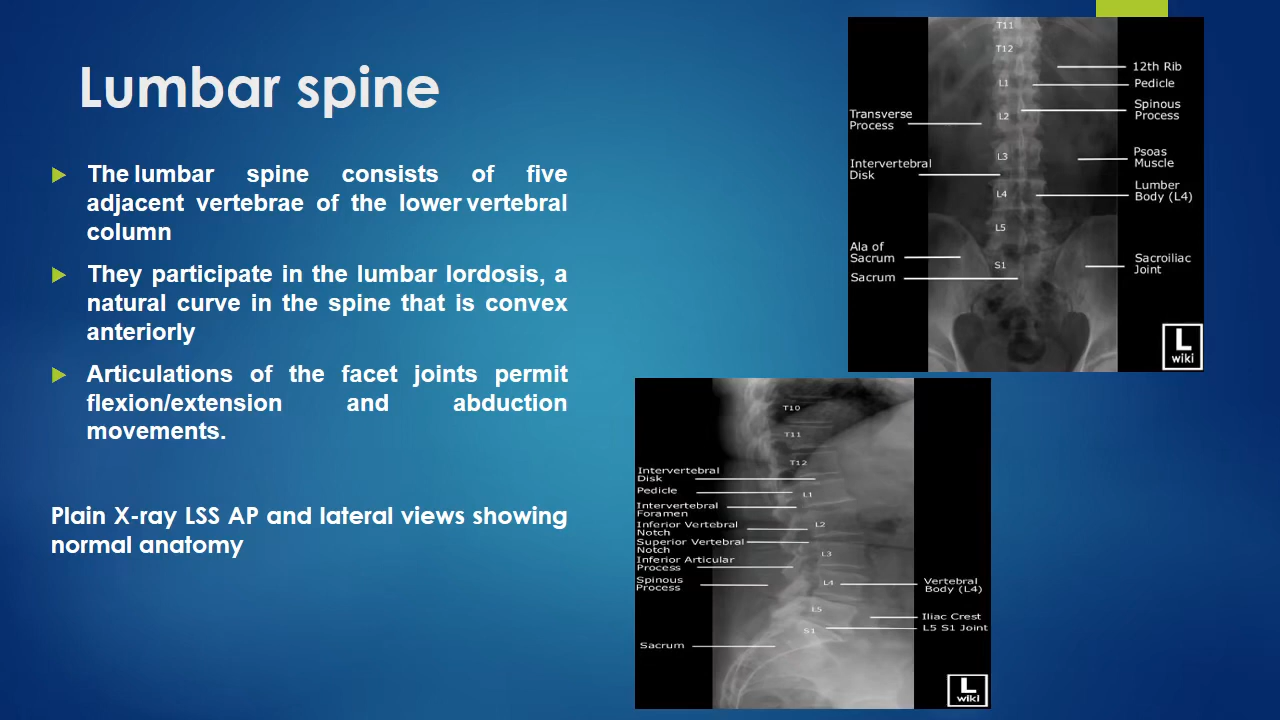 Lumbar spine
The lumbar spine consists of five
adjacent vertebrae of the lower vertebral
column
They participate in the lumbar lordosis, a
natural curve in the spine that is convex
anteriorly
Articulations of the facet joints permit
flexion/extension and abduction
movements.
Plain X-ray LSS AP and lateral views showing
normal anatomy
T11
T12
L1
L2
L3
L4
L5
S1
Transverse
Process
Intervertebral
Disk
Ala of
Sacrum
Sacrum
12th Rib
Pedicle
Spinous
Process
Psoas
Muscle
Lumber
Body (L4)
Sacroiliac
Joint
L
wiki
T10
T11
T12
L1
L2
L3
L4
L5
S1
Intervertebral
Disk
Pedicle
Intervertebral
Foramen
Inferior Vertebral
Notch
Superior Vertebral
Notch
Inferior Articular
Process
Spinous
Process
Sacrum
Vertebral
Body (L4)
Iliac Crest
L5 S1 Joint
L
wiki